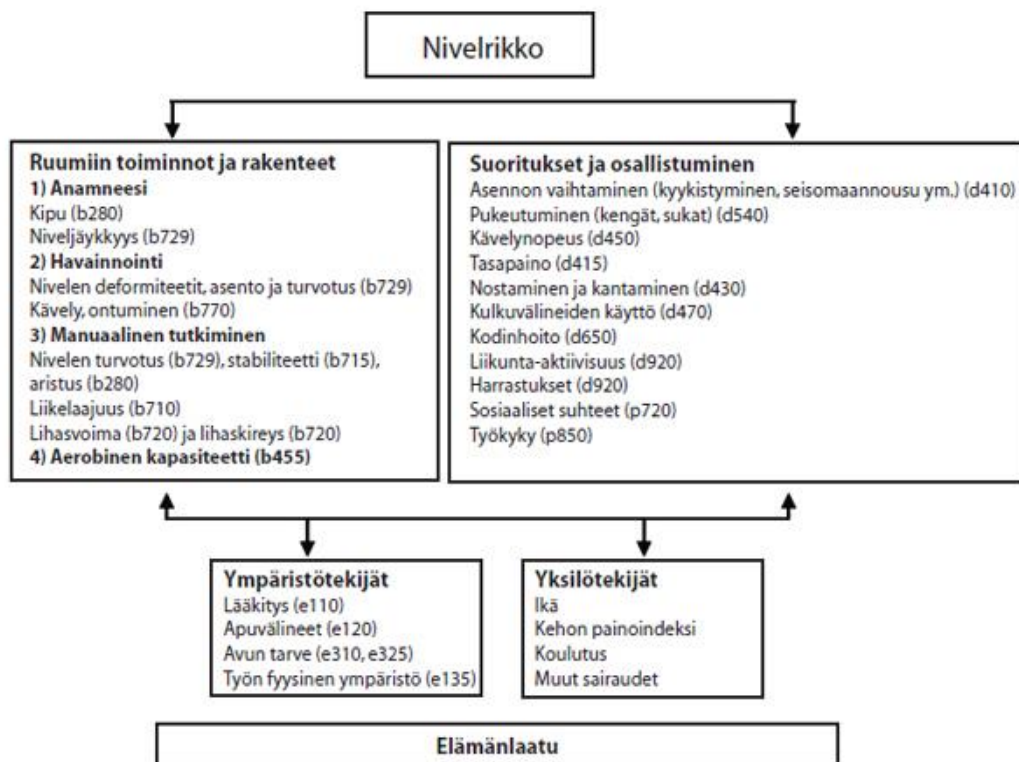 Nivelrikko
Ruumiin toiminnot ja rakenteet
1) Anamneesi
Kipu (b280)
Niveljäykkyys (b729)
2) Havainnointi
Nivelen deformiteetit, asento ja turvotus (b729)
Kävely, ontuminen (b770)
3) Manuaalinen tutkiminen
Nivelen turvotus (b729), stabiliteetti (b715),
aristus (b280)
Liikelaajuus (b710)
Lihasvoima (b720) ja lihaskireys (b720)
4) Aerobinen kapasiteetti (b455)
Suoritukset ja osallistuminen
Asennon vaihtaminen (kyykistyminen, seisomaannousu ym.) (d410)
Pukeutuminen (kengät, sukat) (d540)
Kävelynopeus (d450)
Tasapaino (d415)
Nostaminen ja kantaminen (d430)
Kulkuvälineiden käyttö (d470)
Kodinhoito (d650)
Liikunta-aktiivisuus (d920)
Harrastukset (d920)
Sosiaaliset suhteet (p720)
Työkyky (p850)
Ympäristötekijät
Lääkitys (e110)
Apuvälineet (e120)
Avun tarve (e310, e325)
Työn fyysinen ympäristö (e135)
Yksilötekijät
Ikä
Kehon painoindeksi
Koulutus
Muut sairaudet
Elämänlaatu